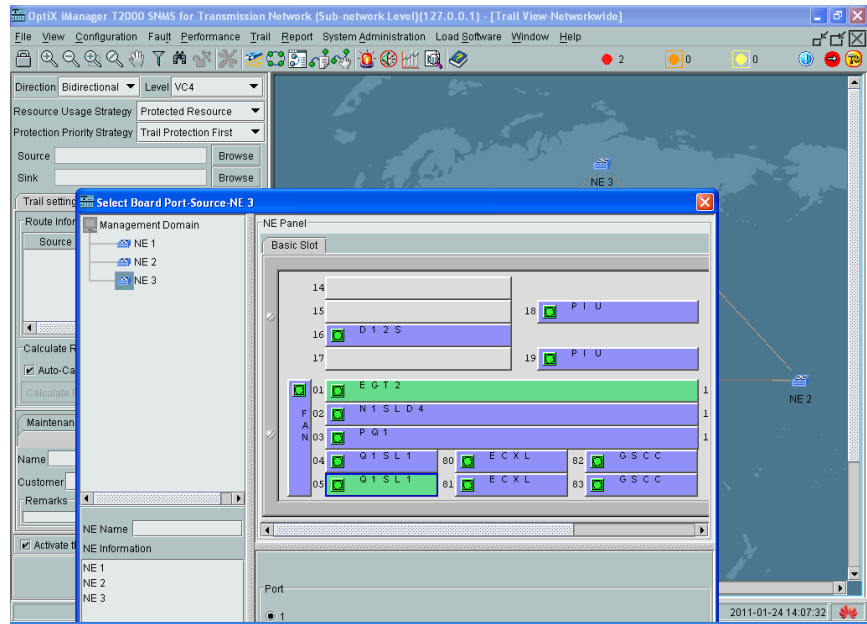 OptiX iManager T2000 SNMS for Transmission Network (Sub-network Level)(127.0.0.1) - [Trail View-Networkwide]
File View Configuration Fault Performance Trail Report System Administration Load Software Window Help
2 0 0
Direction Bidirectional Level VC4
Resource Usage Strategy Protected Resource
Protection Priority Strategy Trail Protection First
Source Browse
Sink Browse
NE 3
Trail setting
Select Board Port-Source-NE 3
Route Infor
Source
Management Domain
NE 1
NE 2
NE 3
NE Panel
Basic Slot
14
15
18 PIU
16 D12S
17
19 PIU
01 EGT2 1
02 N1SLD4 1
FAN
03 PQ1 1
04 Q1SL1 80 ECXL 82 GSCC
05 Q1SL1 81 ECXL 83 GSCC
NE 2
Calculate R
Auto-Ca
Calculate
Maintenan
Name
Customer
Remarks
Activate t
NE Name
NE Information
NE 1
NE 2
NE 3
Port
1
2011-01-24 14:07:32